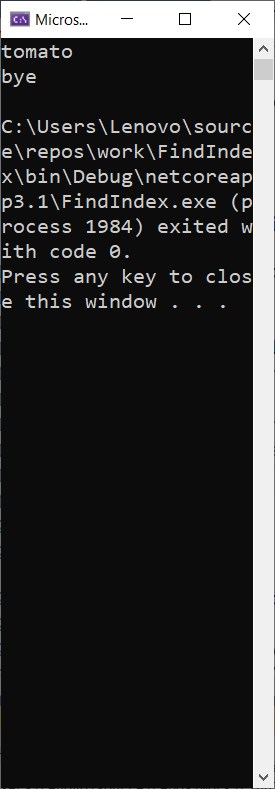 Micros...
tomato
bye
C:\Users\Lenovo\sourc
e\repos\work\FindInde
x\bin\Debug\netcoreap
p3.1\FindIndex.exe (p
rocess 1984) exited w
ith code 0.
Press any key to clos
e this window . . .